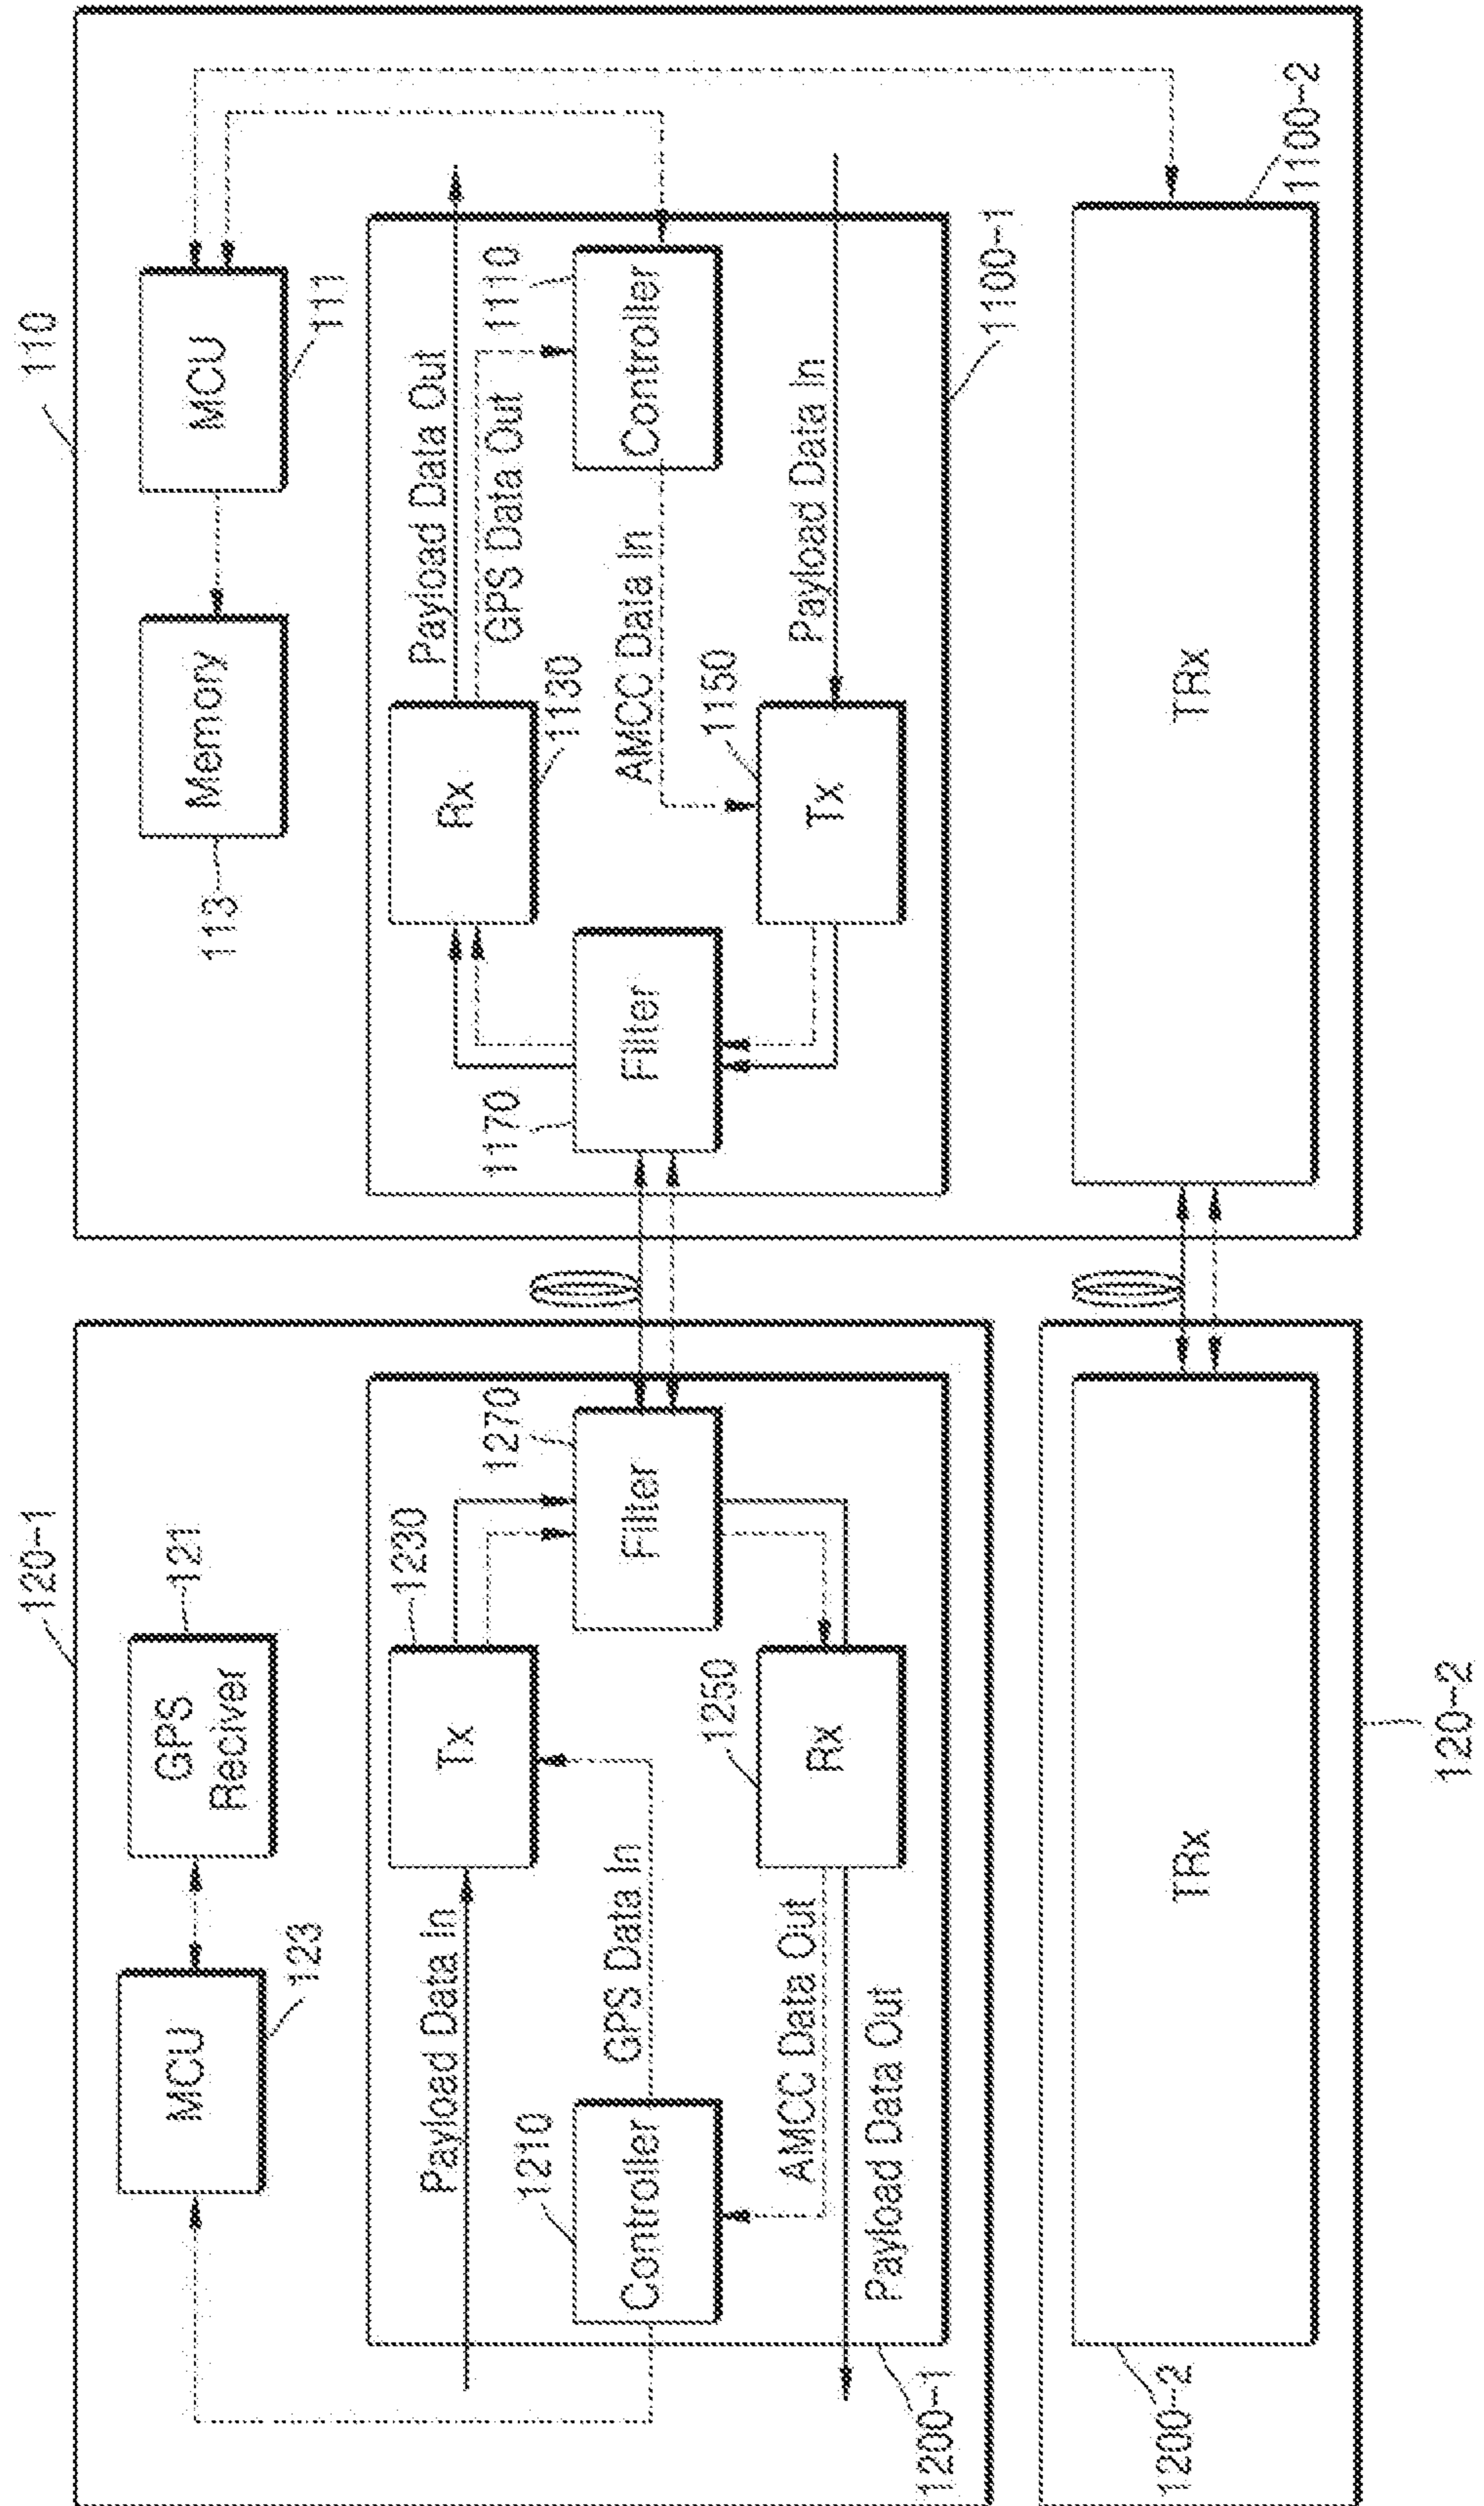 120-1
GPS
Reciver
121
MCU
123
Payload Data In
Tx
1230
Filter
1270
GPS Data In
Controller
1210
AMCC Data Out
Rx
1250
Payload Data Out
1200-1
TRx
1200-2
120-2
110
Memory
113
MCU
111
Rx
1130
Payload Data Out
GPS Data Out
1110
Controller
1170
Filter
AMCC Data In
1150
Tx
Payload Data In
1100-1
TRx
1100-2